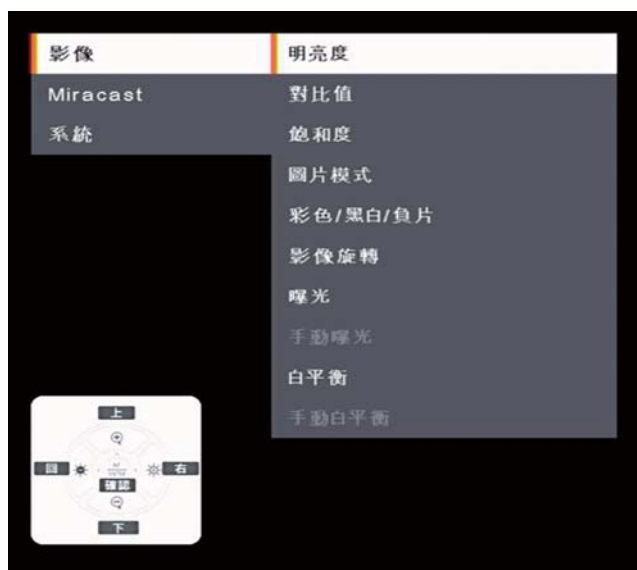 影像
Miracast
系統
明亮度
對比值
飽和度
圖片模式
彩色/黑白/負片
影像旋轉
曝光
手動曝光
白平衡
手動白平衡
上
回
右
確認
下